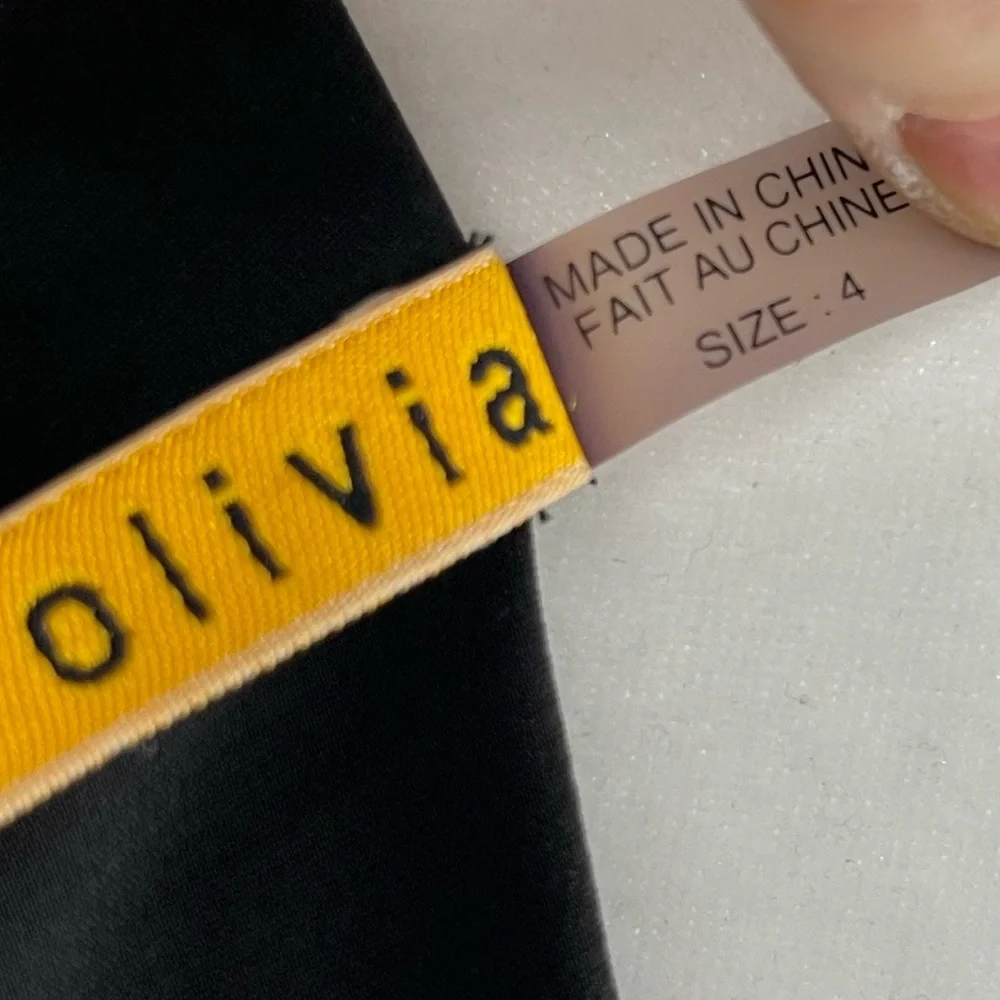 olivia
MADE IN CHIN
FAIT AU CHINE
SIZE : 4